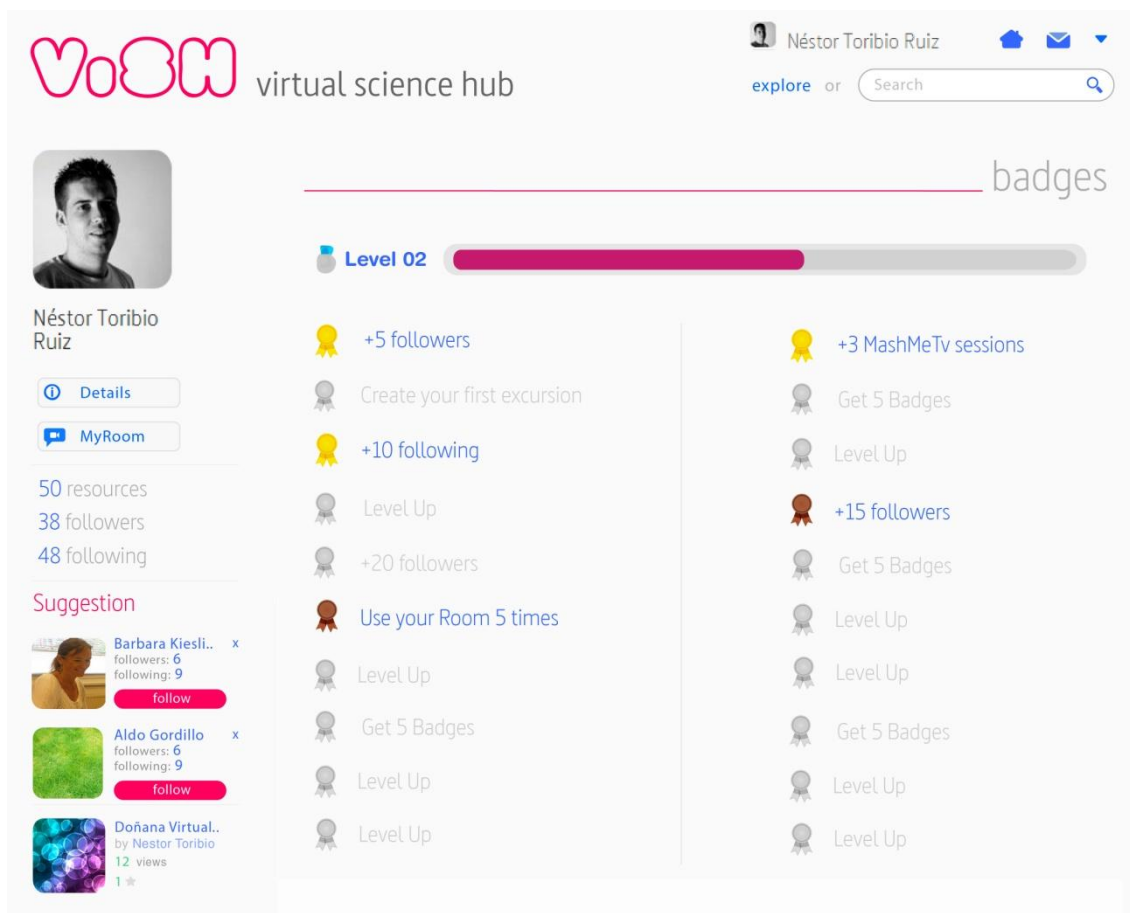 ViSH virtual science hub
Néstor Toribio Ruiz
explore or Search
badges
Level 02
Néstor Toribio
Ruiz
Details
MyRoom
50 resources
38 followers
48 following
Suggestion
Barbara Kiesli.. x
followers: 6
following: 9
follow
Aldo Gordillo x
followers: 6
following: 9
follow
Doñana Virtual..
by Nestor Toribio
12 views
1
+5 followers
Create your first excursion
+10 following
Level Up
+20 followers
Use your Room 5 times
Level Up
Get 5 Badges
Level Up
Level Up
+3 MashMeTv sessions
Get 5 Badges
Level Up
+15 followers
Get 5 Badges
Level Up
Level Up
Get 5 Badges
Level Up
Level Up